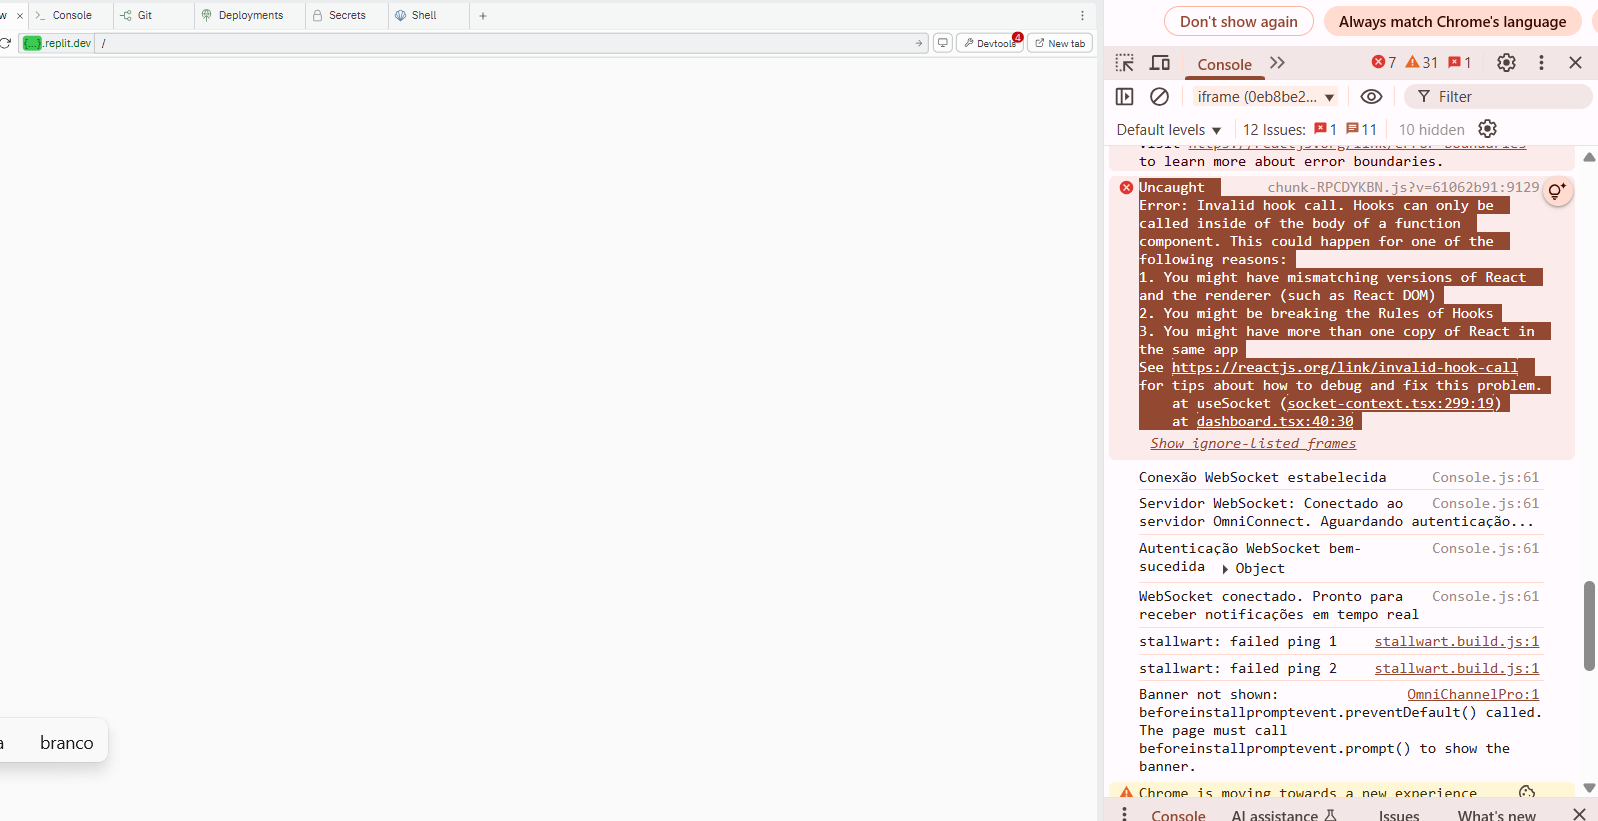 w × Console Git Deployments Secrets Shell +
{...}.replit.dev / Devtools 4 New tab
a branco
Don't show again Always match Chrome's language
Console 7 31 1
iframe (0eb8be2... Filter
Default levels 12 Issues: 1 11 10 hidden
Visit https://reactjs.org/link/error-boundaries
to learn more about error boundaries.
Uncaught chunk-RPCDYKBN.js?v=61062b91:9129
Error: Invalid hook call. Hooks can only be
called inside of the body of a function
component. This could happen for one of the
following reasons:
1. You might have mismatching versions of React
and the renderer (such as React DOM)
2. You might be breaking the Rules of Hooks
3. You might have more than one copy of React in
the same app
See https://reactjs.org/link/invalid-hook-call
for tips about how to debug and fix this problem.
at useSocket (socket-context.tsx:299:19)
at dashboard.tsx:40:30
Show ignore-listed frames
Conexão WebSocket estabelecida Console.js:61
Servidor WebSocket: Conectado ao Console.js:61
servidor OmniConnect. Aguardando autenticação...
Autenticação WebSocket bem- Console.js:61
sucedida Object
WebSocket conectado. Pronto para Console.js:61
receber notificações em tempo real
stallwart: failed ping 1 stallwart.build.js:1
stallwart: failed ping 2 stallwart.build.js:1
Banner not shown: OmniChannelPro:1
beforeinstallpromptevent.preventDefault() called.
The page must call
beforeinstallpromptevent.prompt() to show the
banner.
Chrome is moving towards a new experience
Console AI assistance Issues What's new